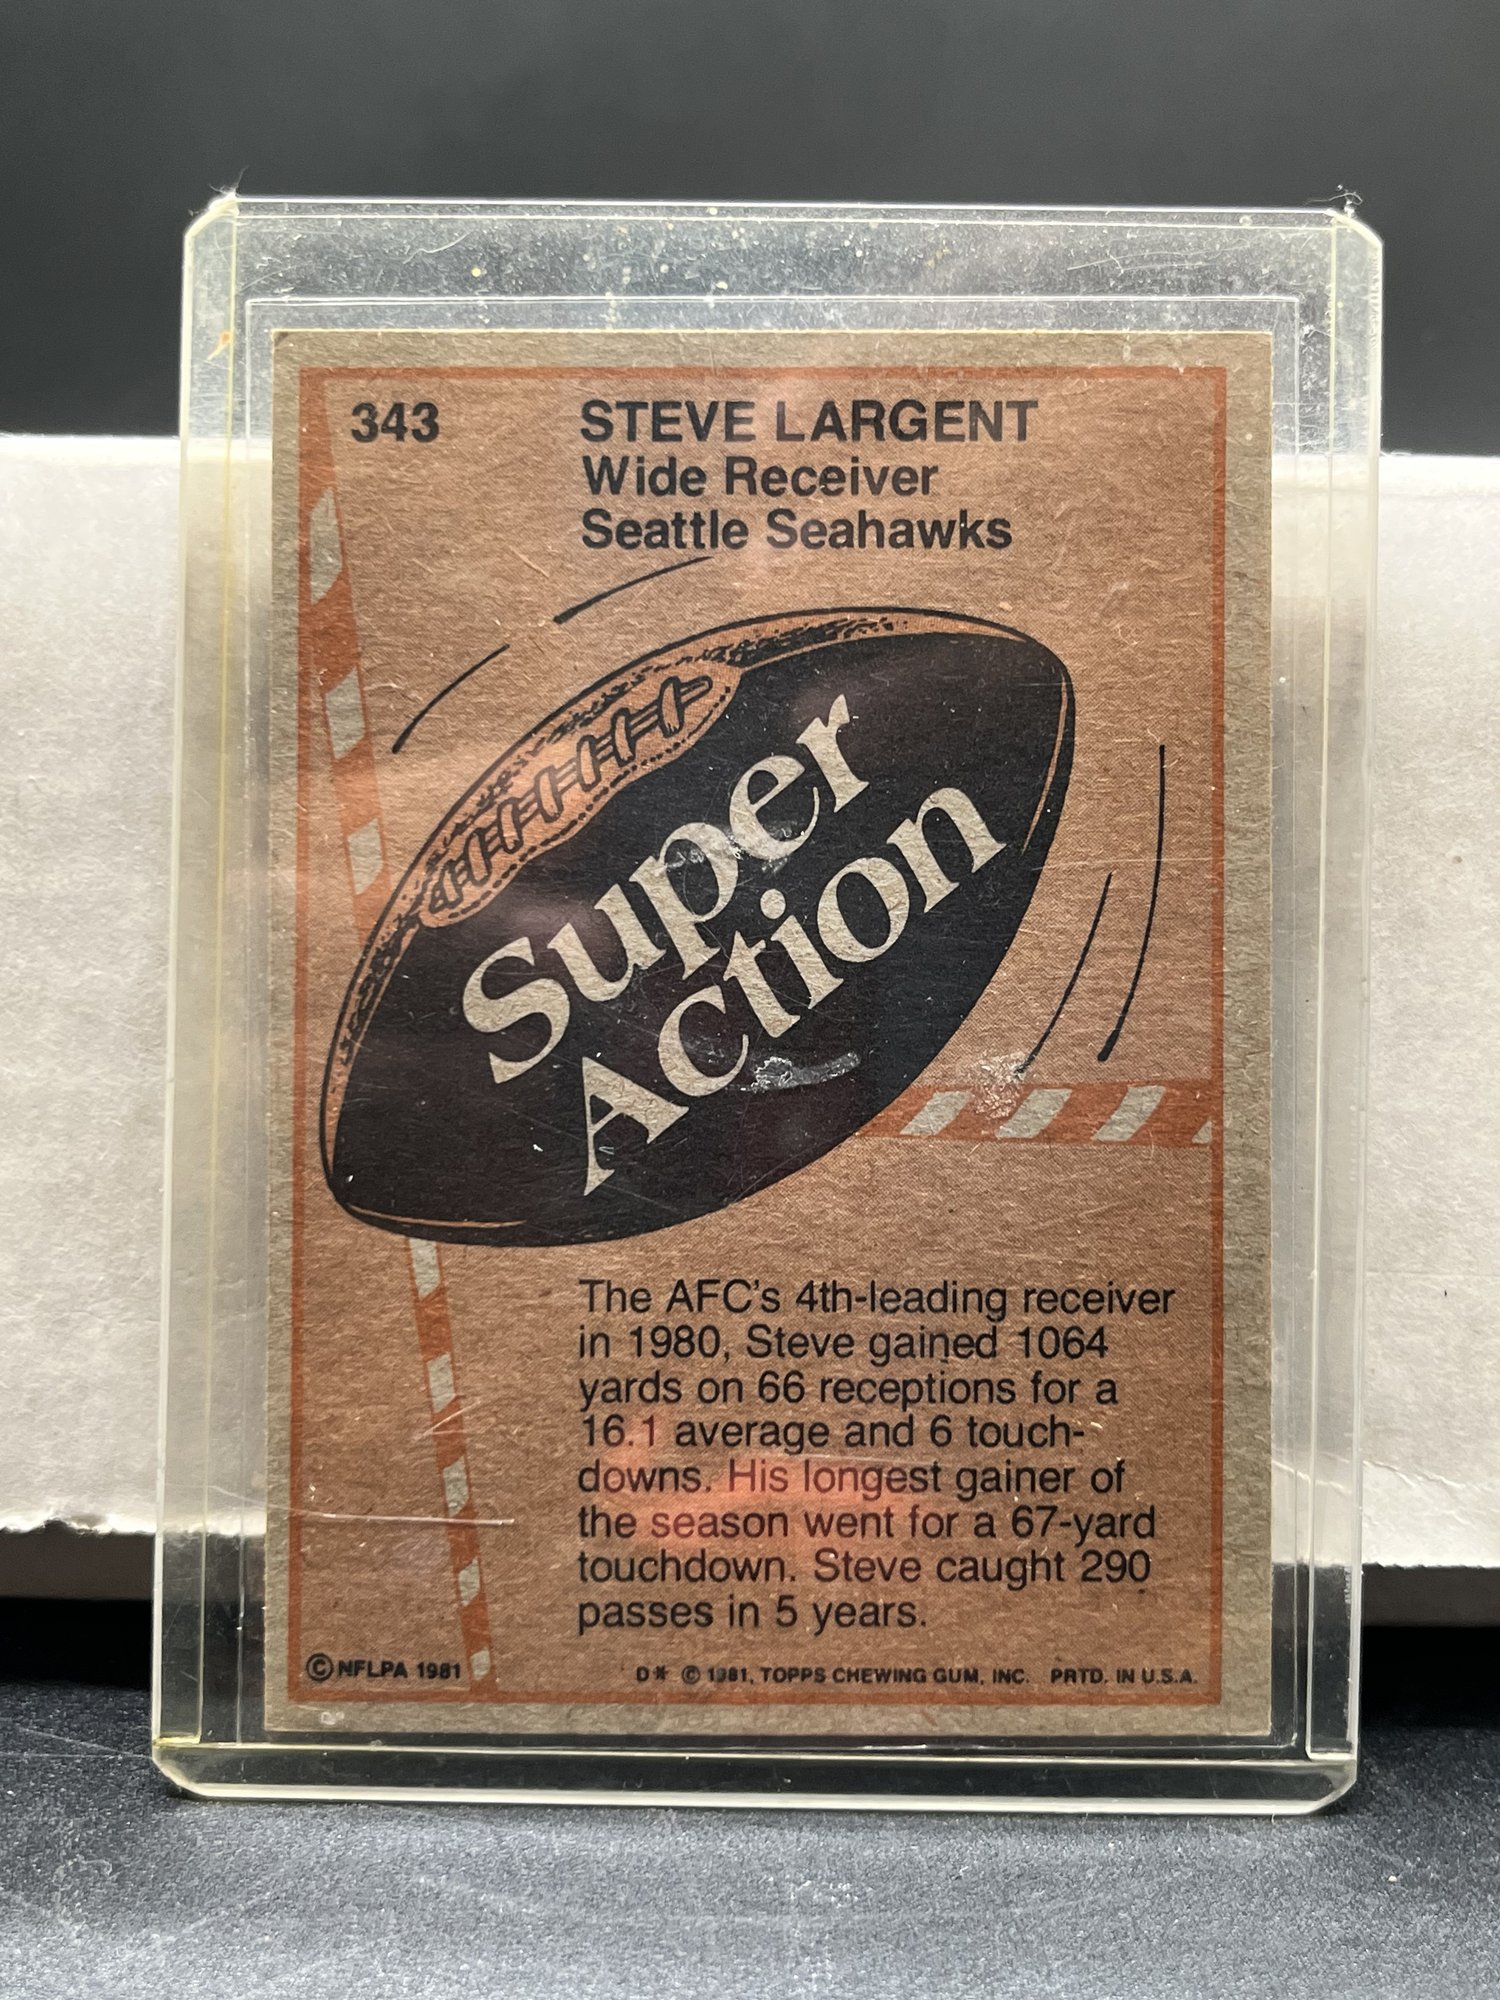 343
STEVE LARGENT
Wide Receiver
Seattle Seahawks
Super
Action
The AFC's 4th-leading receiver
in 1980, Steve gained 1064
yards on 66 receptions for a
16.1 average and 6 touch-
downs. His longest gainer of
the season went for a 67-yard
touchdown. Steve caught 290
passes in 5 years.
©NFLPA 1981
D* © 1981, TOPPS CHEWING GUM, INC. PRTD. IN U.S.A.